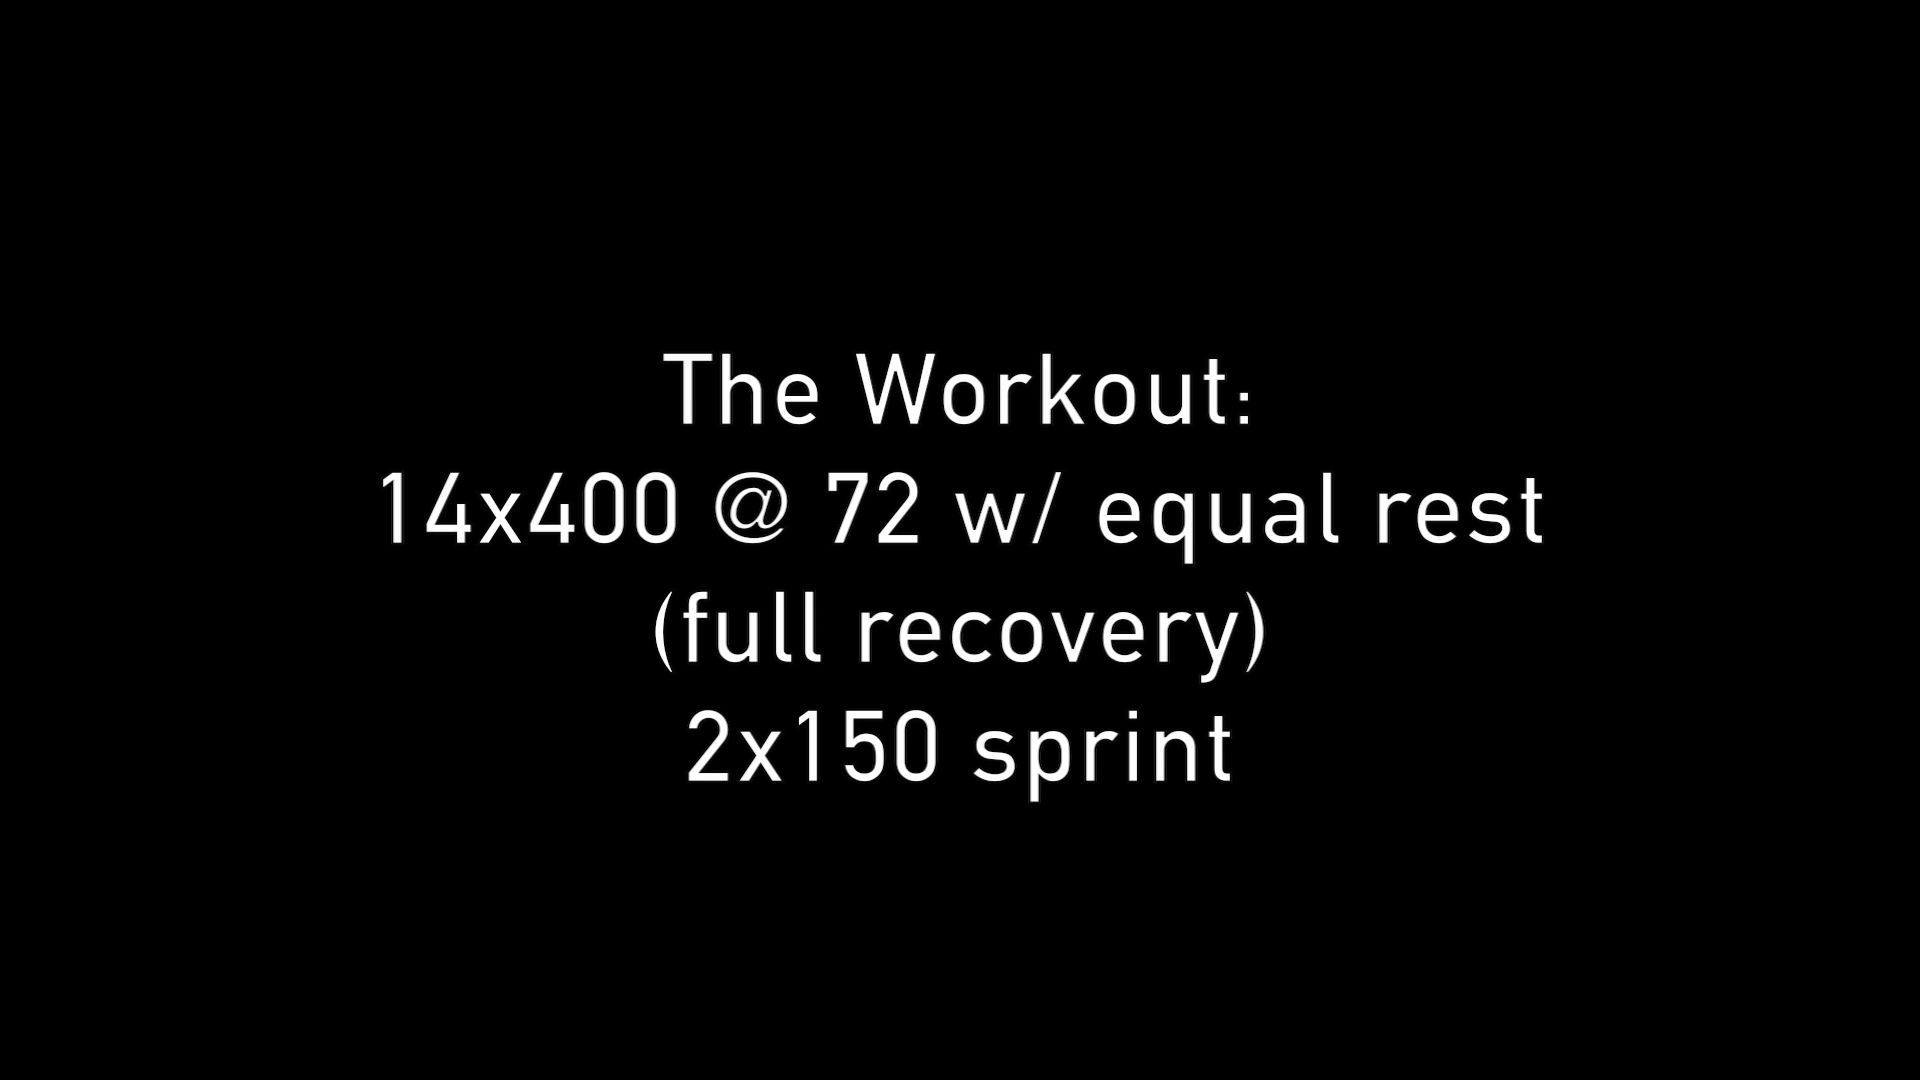 The Workout:
14x400 @ 72 w/ equal rest
(full recovery)
2x150 sprint